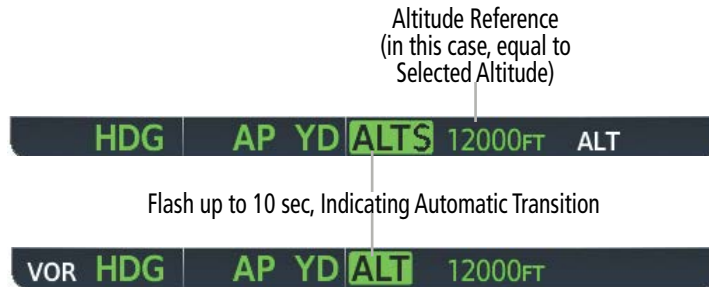 Altitude Reference
(in this case, equal to
Selected Altitude)
HDG AP YD ALTS 12000FT ALT
Flash up to 10 sec, Indicating Automatic Transition
VOR HDG AP YD ALT 12000FT